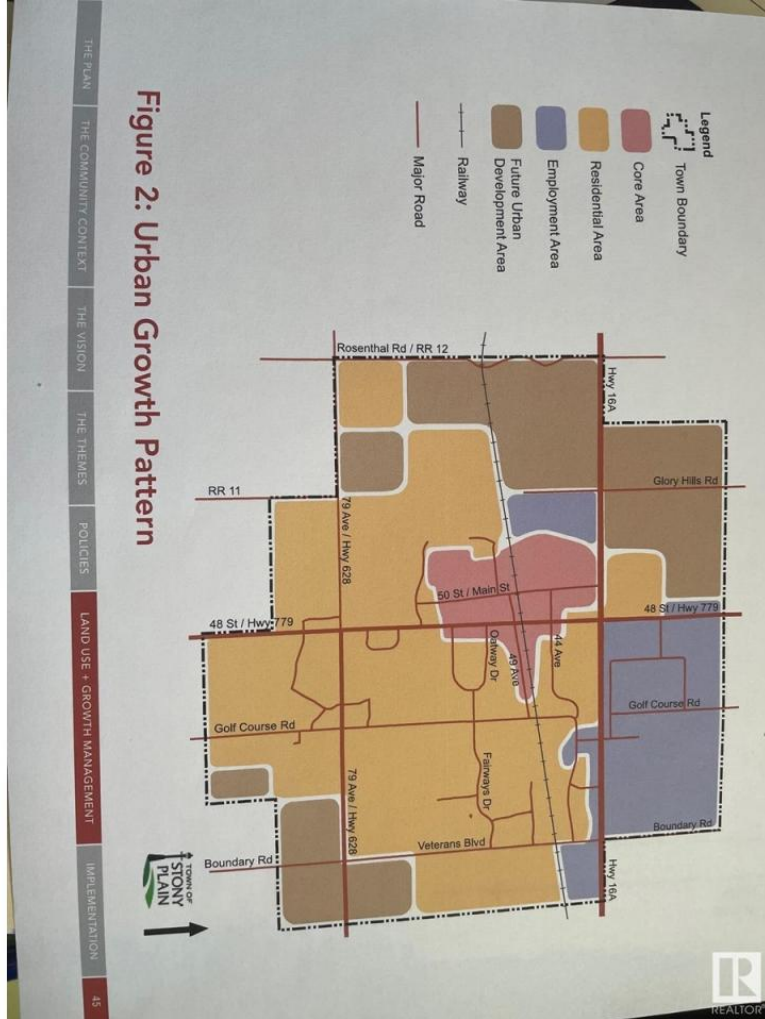 Legend
Town Boundary
Core Area
Residential Area
Employment Area
Future Urban
Development Area
Railway
Major Road
Rosenthal Rd / RR 12
Hwy 16A
Glory Hills Rd
RR 11
79 Ave / Hwy 628
50 St / Main St
48 St / Hwy 779
48 St / Hwy 779
44 Ave
49 Ave
Oatway Dr
Golf Course Rd
Golf Course Rd
Fairways Dr
79 Ave / Hwy 628
Veterans Blvd
Boundary Rd
Boundary Rd
Hwy 16A
Figure 2: Urban Growth Pattern
TOWN OF
STONY
PLAIN
THE PLAN
THE COMMUNITY CONTEXT
THE VISION
THE THEMES
POLICIES
LAND USE + GROWTH MANAGEMENT
IMPLEMENTATION
45
R
REALTOR®